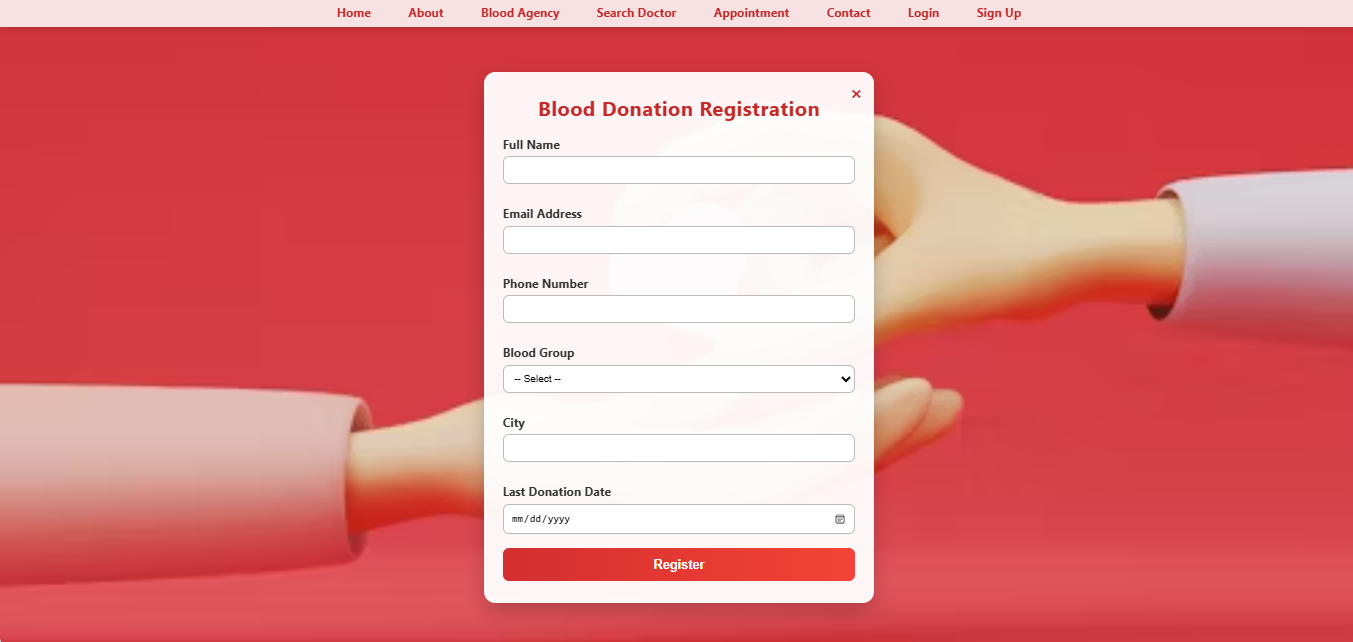 Home About Blood Agency Search Doctor Appointment Contact Login Sign Up
×
Blood Donation Registration
Full Name
Email Address
Phone Number
Blood Group
-- Select --
City
Last Donation Date
mm/dd/yyyy
Register